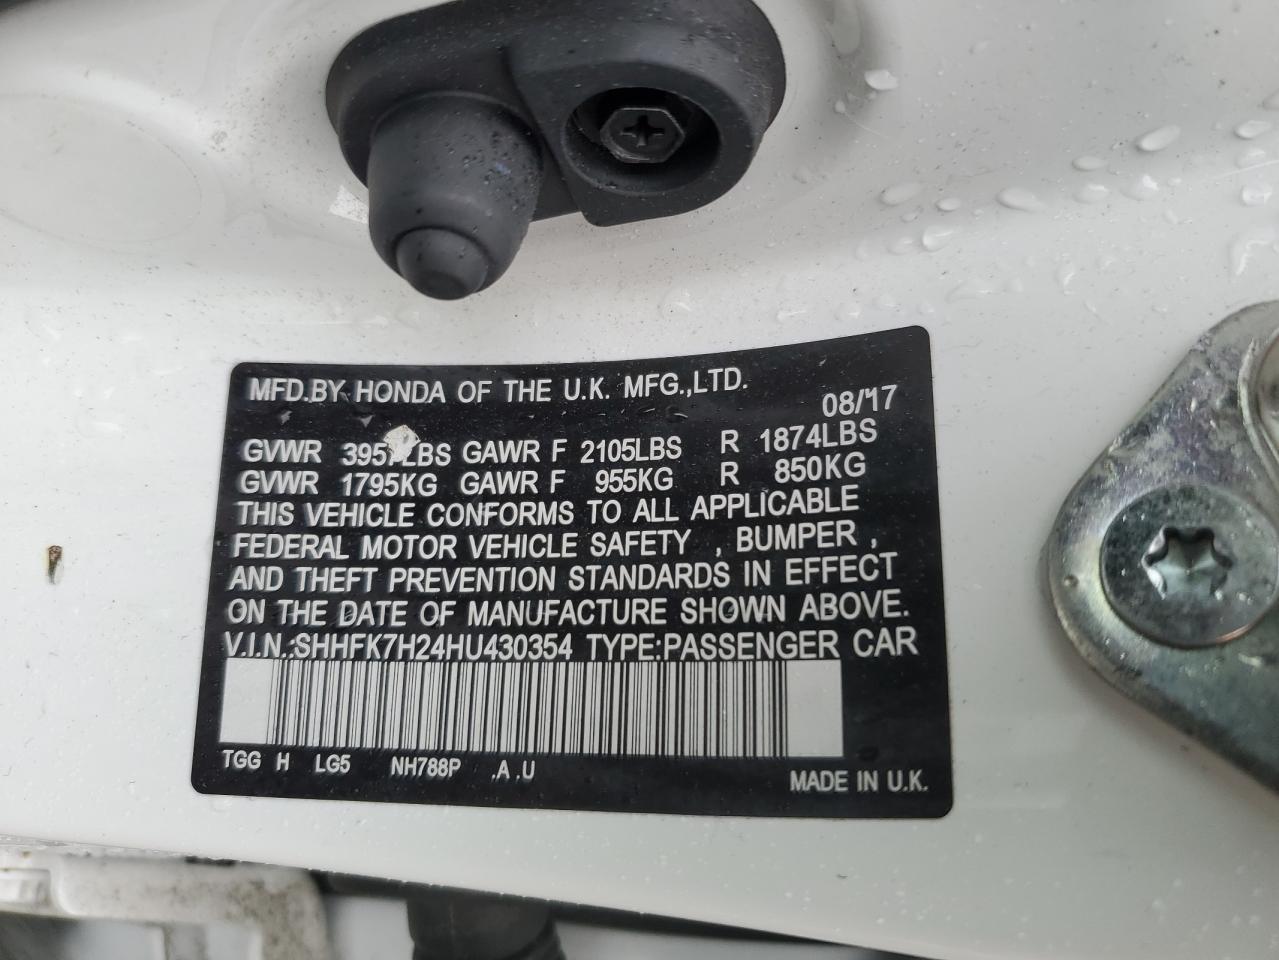 MFD.BY HONDA OF THE U.K. MFG.,LTD.
08/17
GVWR 3957LBS GAWR F 2105LBS R 1874LBS
GVWR 1795KG GAWR F 955KG R 850KG
THIS VEHICLE CONFORMS TO ALL APPLICABLE
FEDERAL MOTOR VEHICLE SAFETY , BUMPER ,
AND THEFT PREVENTION STANDARDS IN EFFECT
ON THE DATE OF MANUFACTURE SHOWN ABOVE.
V.I.N.:SHHFK7H24HU430354 TYPE:PASSENGER CAR
TGG H LG5 NH788P .A .U
MADE IN U.K.